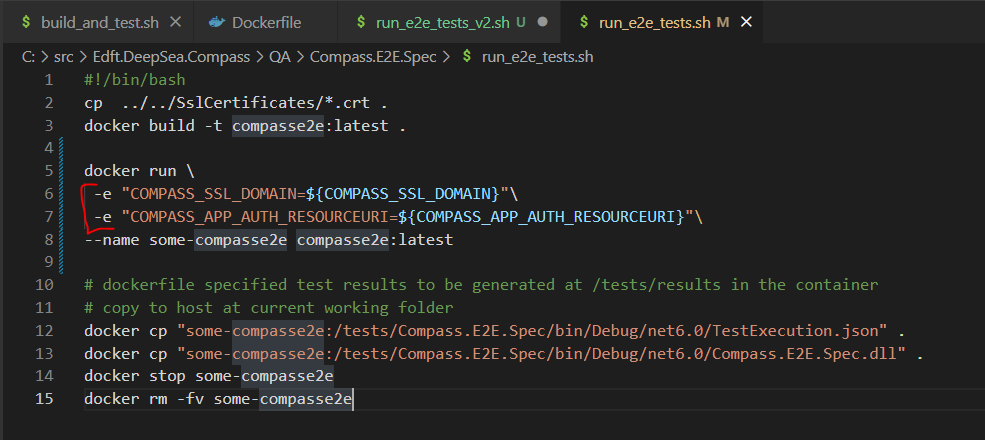 build_and_test.sh Dockerfile run_e2e_tests_v2.sh U run_e2e_tests.sh M
C: > src > Edft.DeepSea.Compass > QA > Compass.E2E.Spec > $ run_e2e_tests.sh
1 #!/bin/bash
2 cp  ../../SslCertificates/*.crt .
3 docker build -t compasse2e:latest .
4
5 docker run \
6  -e "COMPASS_SSL_DOMAIN=${COMPASS_SSL_DOMAIN}"\
7  -e "COMPASS_APP_AUTH_RESOURCEURI=${COMPASS_APP_AUTH_RESOURCEURI}"\
8 --name some-compasse2e compasse2e:latest
9
10 # dockerfile specified test results to be generated at /tests/results in the container
11 # copy to host at current working folder
12 docker cp "some-compasse2e:/tests/Compass.E2E.Spec/bin/Debug/net6.0/TestExecution.json" .
13 docker cp "some-compasse2e:/tests/Compass.E2E.Spec/bin/Debug/net6.0/Compass.E2E.Spec.dll" .
14 docker stop some-compasse2e
15 docker rm -fv some-compasse2e